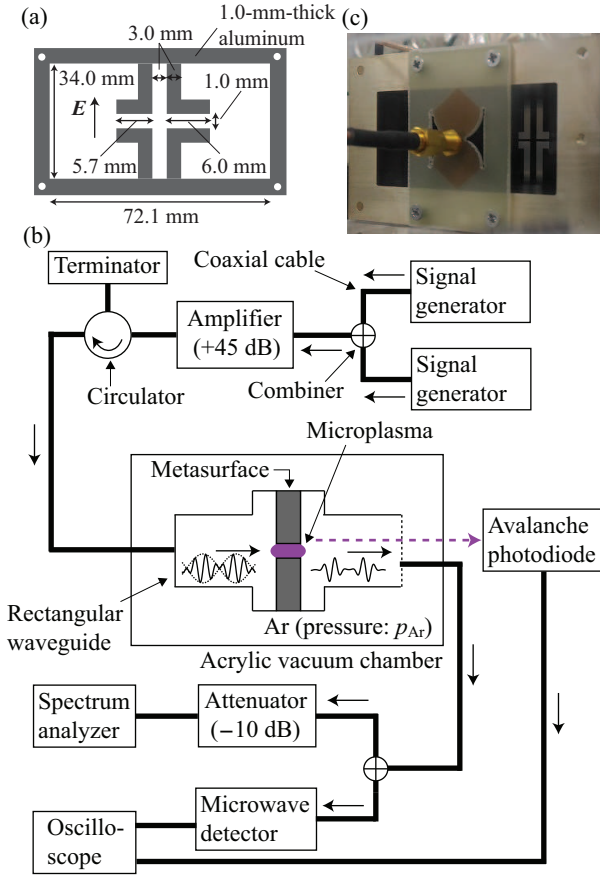 (a)
1.0-mm-thick
aluminum
3.0 mm
34.0 mm
1.0 mm
E
5.7 mm
6.0 mm
72.1 mm
(c)
(b)
Terminator
Coaxial cable
Signal
generator
Amplifier
(+45 dB)
Circulator
Combiner
Signal
generator
Microplasma
Metasurface
Avalanche
photodiode
Rectangular
waveguide
Ar (pressure: pAr)
Acrylic vacuum chamber
Spectrum
analyzer
Attenuator
(−10 dB)
Microwave
detector
Oscillo-
scope